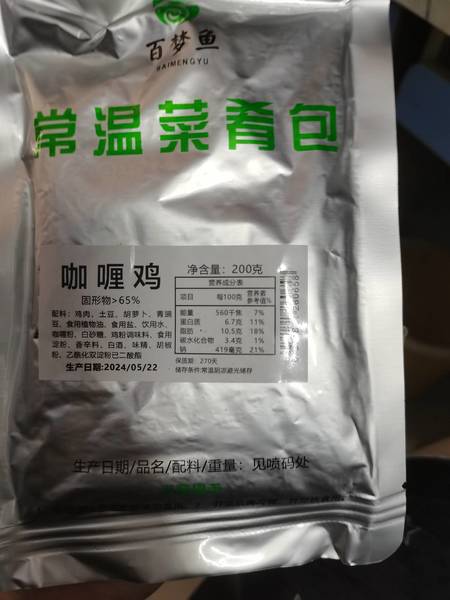 百梦鱼
BAIMENGYU
常温菜肴包
咖喱鸡
固形物>65%
配料: 鸡肉、土豆、胡萝卜、青豌
豆、食用植物油、食用盐、饮用水、
咖喱粉、白砂糖、鸡粉调味料、食用
淀粉、香辛料、白酒、味精、胡椒
粉、乙酰化双淀粉己二酸酯
生产日期:2024/05/22
净含量: 200克
营养成分表
项目 每100克 营养素参考值%
能量 560千焦 7%
蛋白质 6.7克 11%
脂肪 10.5克 18%
碳水化合物 3.4克 1%
钠 419毫克 21%
保质期 270天
储存条件:常温阴凉避光储存
生产日期/品名/配料/重量: 见喷码处